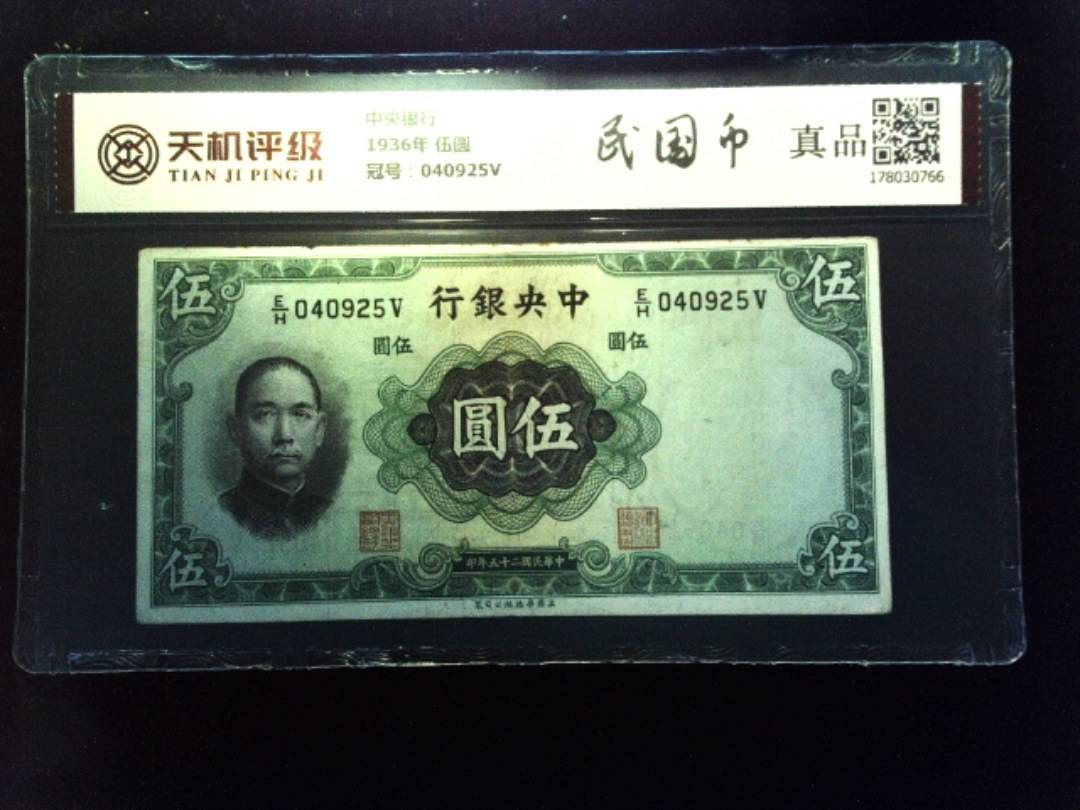 天机评级
TIAN JI PING JI
中央银行
1936年 伍圆
冠号：040925V
民国币
真品
178030766
伍
伍
E/H 040925V
行銀央中
E/H 040925V
圓伍
圓伍
圓伍
印年五十二國民華中
伍
伍